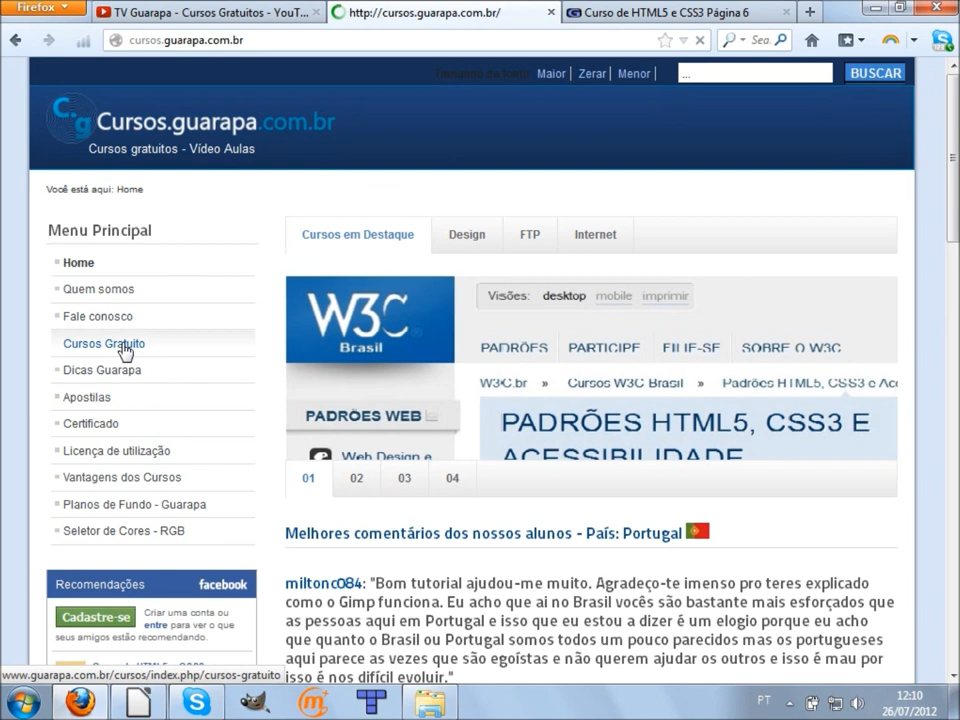 Firefox
TV Guarapa - Cursos Gratuitos - YouT...
http://cursos.guarapa.com.br/
Curso de HTML5 e CSS3 Página 6
cursos.guarapa.com.br
Sea.
Maior | Zerar | Menor |
...
BUSCAR
C.g Cursos.guarapa.com.br
Cursos gratuitos - Vídeo Aulas
Você está aqui: Home
Menu Principal
Home
Quem somos
Fale conosco
Cursos Gratuito
Dicas Guarapa
Apostilas
Certificado
Licença de utilização
Vantagens dos Cursos
Planos de Fundo - Guarapa
Seletor de Cores - RGB
Cursos em Destaque
Design
FTP
Internet
W3C
Brasil
Visões: desktop mobile imprimir
PADRÕES PARTICIPE FILIE-SE SOBRE O W3C
W3C.br » Cursos W3C Brasil » Padrões HTML5, CSS3 e Ace
PADRÕES WEB
PADRÕES HTML5, CSS3 E
ACESSIBILIDADE
Web Design e
01 02 03 04
Melhores comentários dos nossos alunos - País: Portugal
miltonc084: "Bom tutorial ajudou-me muito. Agradeço-te imenso pro teres explicado
como o Gimp funciona. Eu acho que ai no Brasil vocês são bastante mais esforçados que
as pessoas aqui em Portugal e isso que eu estou a dizer é um elogio porque eu acho
que quanto o Brasil ou Portugal somos todos um pouco parecidos mas os portugueses
aqui parece as vezes que são egoístas e não querem ajudar os outros e isso é mau por
isso é nos difícil evoluir."
Recomendações facebook
Cadastre-se
Criar uma conta ou
entre para ver o que
seus amigos estão recomendando.
www.guarapa.com.br/cursos/index.php/cursos-gratuito
PT
12:10
26/07/2012